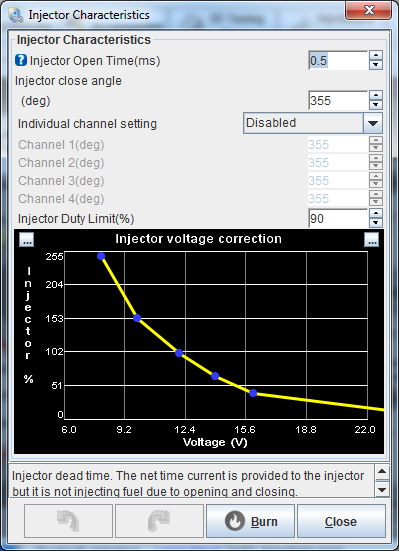 Injector Characteristics
Injector Characteristics
? Injector Open Time(ms) 0.5
Injector close angle
(deg) 355
Individual channel setting Disabled
Channel 1(deg) 355
Channel 2(deg) 355
Channel 3(deg) 355
Channel 4(deg) 355
Injector Duty Limit(%) 90
... Injector voltage correction ...
Injector %
255
204
153
102
51
0
6.0 9.2 12.4 15.6 18.8 22.0
Voltage (V)
Injector dead time. The net time current is provided to the injector
but it is not injecting fuel due to opening and closing.
Burn Close